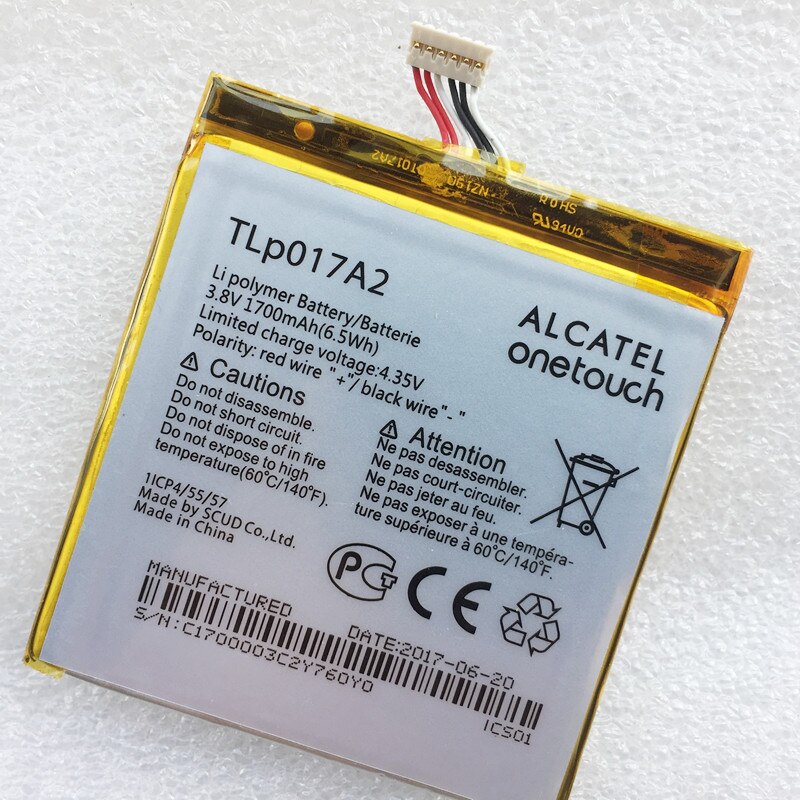 TLp017A2
Li polymer Battery/Batterie
3.8V 1700mAh(6.5Wh)
Limited charge voltage:4.35V
Polarity: red wire "+"/ black wire "-"
ALCATEL
onetouch
Cautions
Do not disassemble.
Do not short circuit.
Do not dispose of in fire
Do not expose to high
temperature(60°C/140°F).
Attention
Ne pas desassembler.
Ne pas court-circuiter.
Ne pas jeter au feu.
Ne pas exposer à une tempéra-
ture supérieure à 60°C/140°F.
1ICP4/55/57
Made by SCUD Co.,Ltd.
Made in China
PCT
CE
MANUFACTURED DATE:2017-06-20
S/N:C1700003C2Y760Y0
ICS01
ROHS
94V0